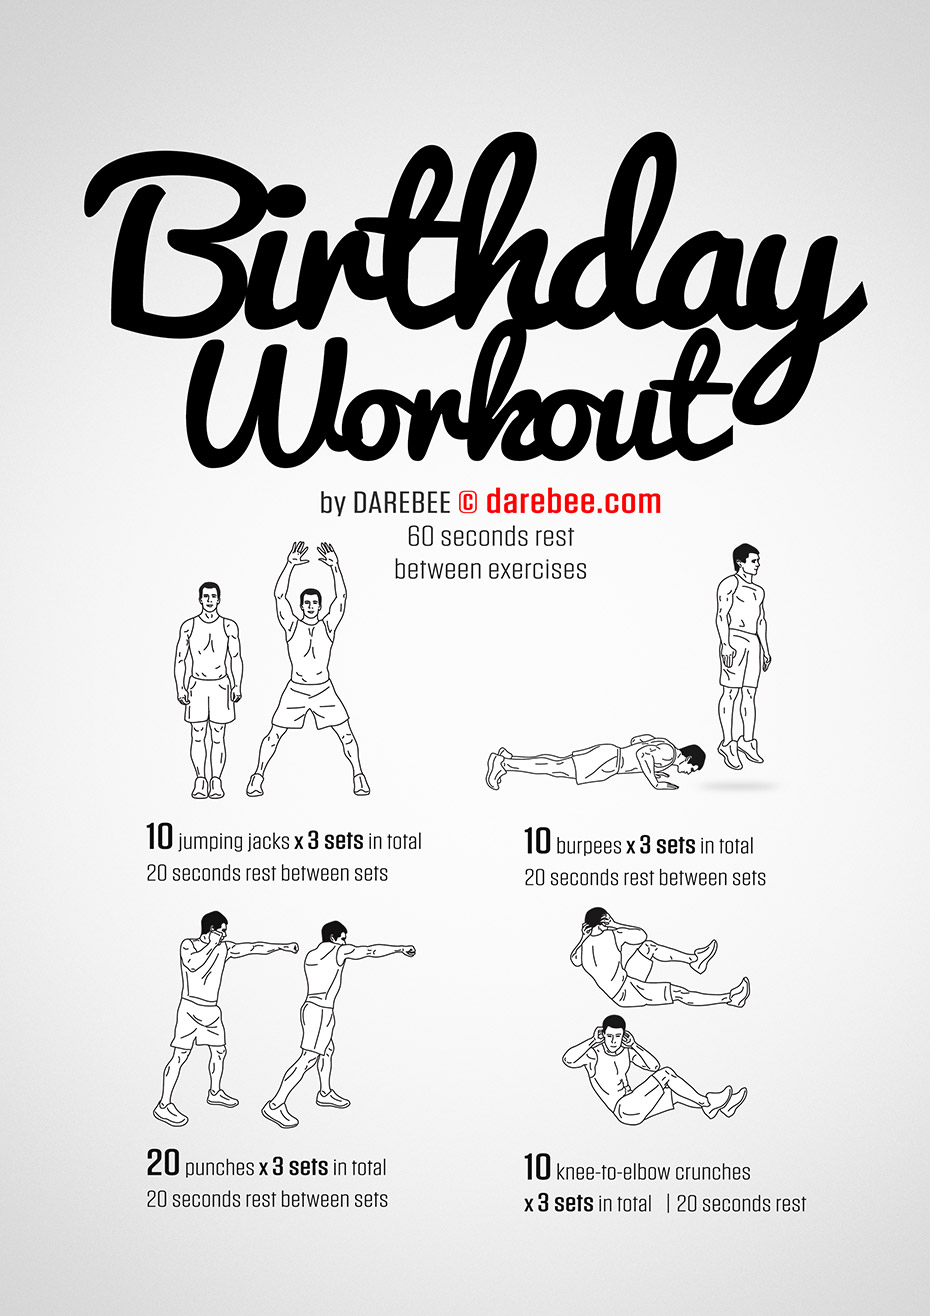 Birthday
Workout
by DAREBEE © darebee.com
60 seconds rest
between exercises
10 jumping jacks x 3 sets in total
20 seconds rest between sets
10 burpees x 3 sets in total
20 seconds rest between sets
20 punches x 3 sets in total
20 seconds rest between sets
10 knee-to-elbow crunches
x 3 sets in total | 20 seconds rest